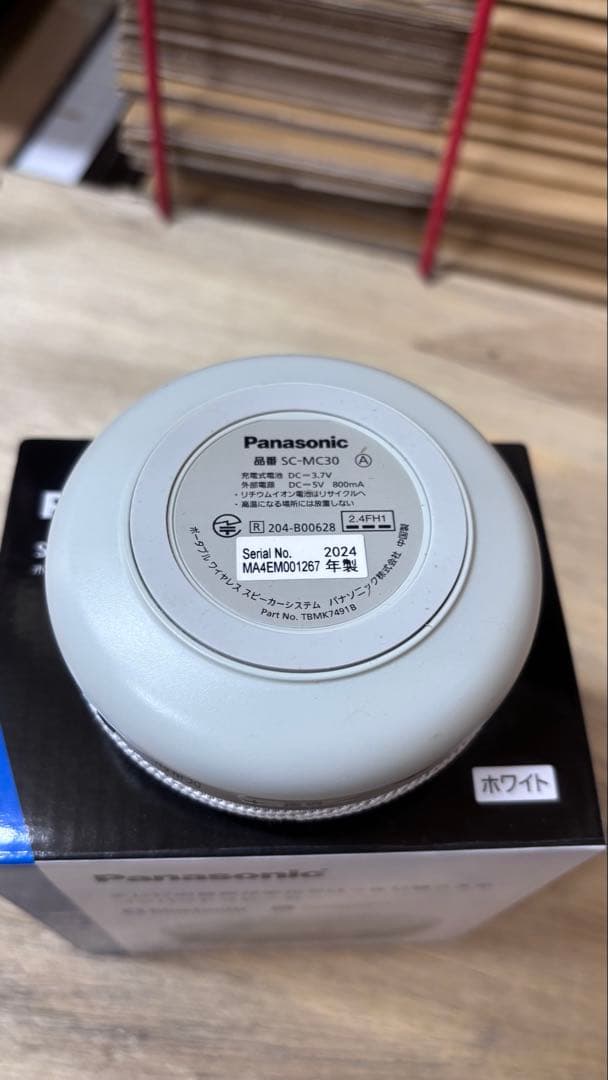 Panasonic
品番 SC-MC30 Ⓐ
充電式電池 DC⎓3.7V
外部電源 DC⎓5V 800mA
・リチウムイオン電池はリサイクルへ
・高温になる場所には放置しない
R 204-B00628 2.4FH1
Serial No. 2024
MA4EM001267 年製
ポータブル ワイヤレス スピーカーシステム パナソニック株式会社 中国製
Part No. TBMK7491B
ホワイト
Panasonic